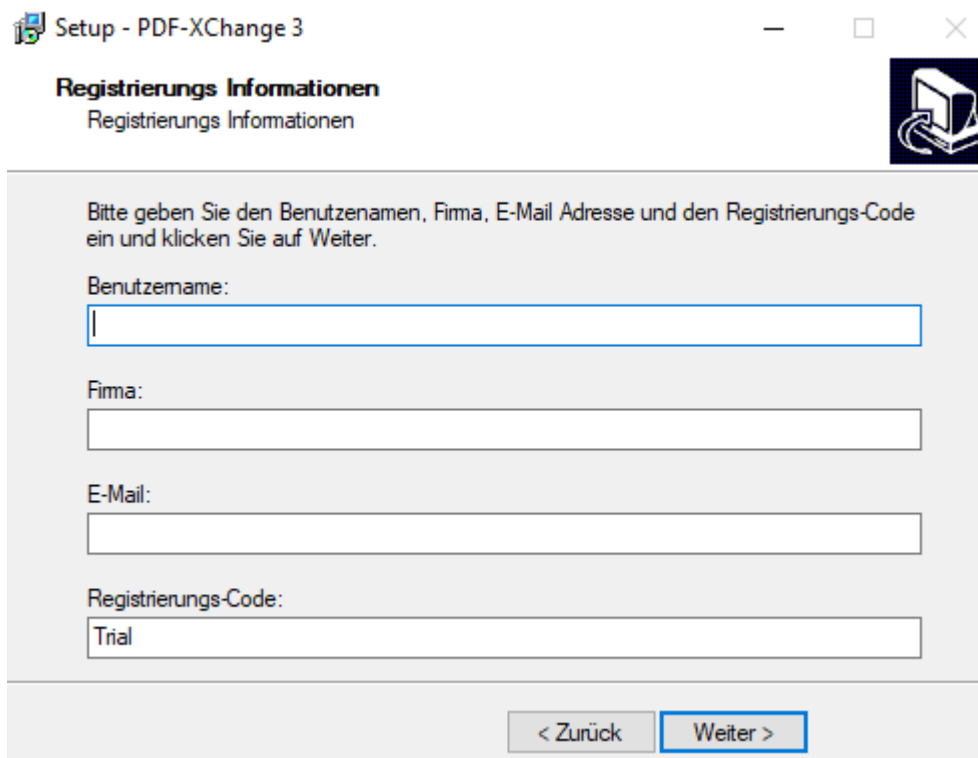 Setup - PDF-XChange 3
Registrierungs Informationen
Registrierungs Informationen
Bitte geben Sie den Benutzenamen, Firma, E-Mail Adresse und den Registrierungs-Code
ein und klicken Sie auf Weiter.
Benutzername:
Firma:
E-Mail:
Registrierungs-Code:
Trial
< Zurück
Weiter >